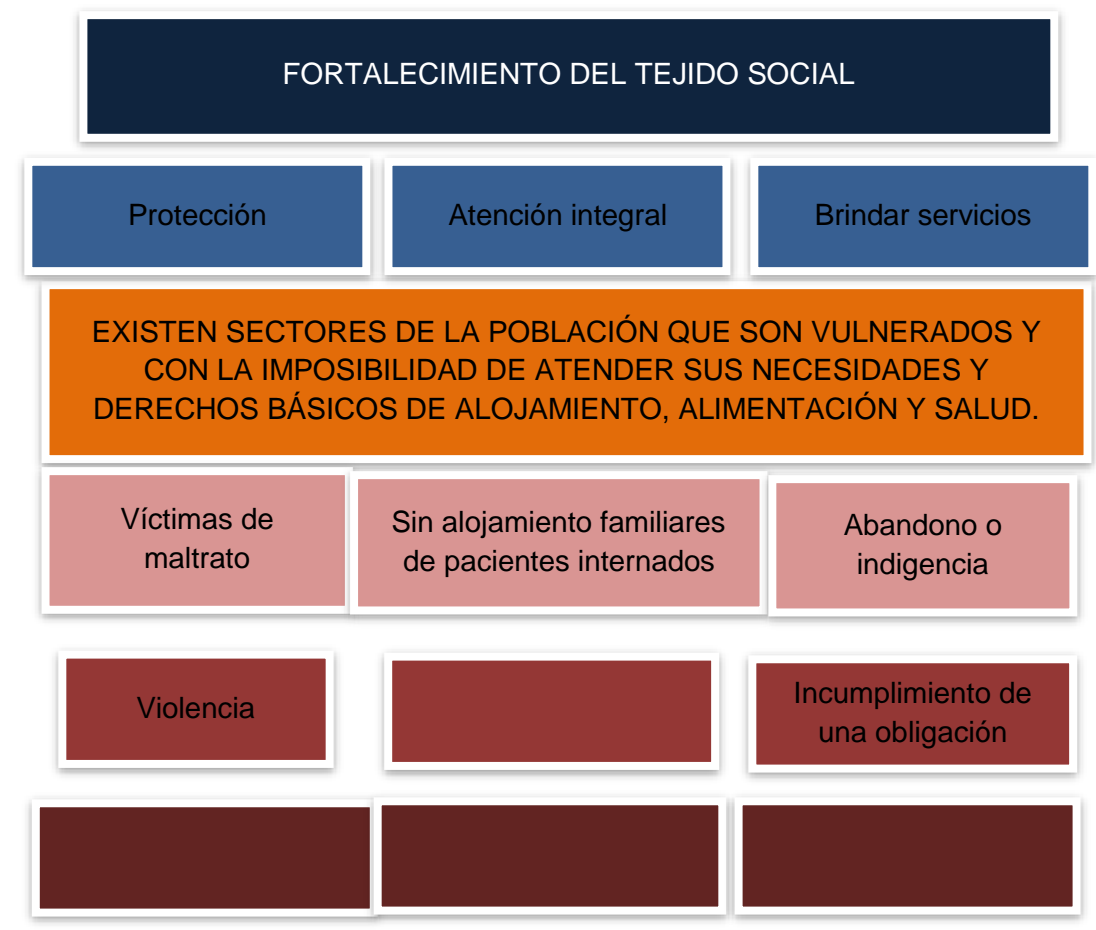 FORTALECIMIENTO DEL TEJIDO SOCIAL
Protección
Atención integral
Brindar servicios
EXISTEN SECTORES DE LA POBLACIÓN QUE SON VULNERADOS Y
CON LA IMPOSIBILIDAD DE ATENDER SUS NECESIDADES Y
DERECHOS BÁSICOS DE ALOJAMIENTO, ALIMENTACIÓN Y SALUD.
Víctimas de
maltrato
Sin alojamiento familiares
de pacientes internados
Abandono o
indigencia
Violencia
Incumplimiento de
una obligación